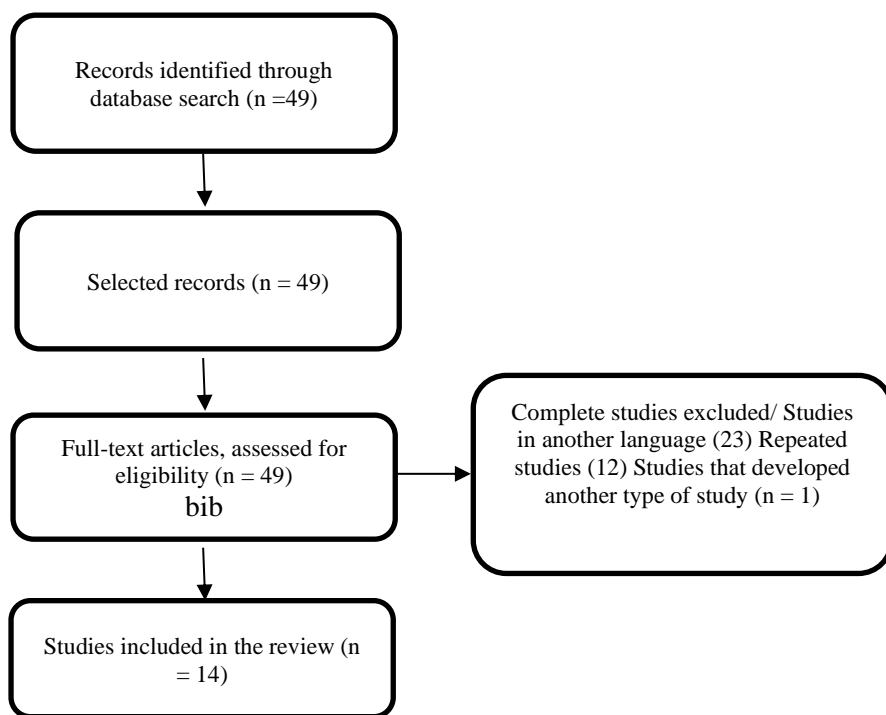 Records identified through
database search (n =49)
Selected records (n = 49)
Full-text articles, assessed for
eligibility (n = 49)
bib
Complete studies excluded/ Studies
in another language (23) Repeated
studies (12) Studies that developed
another type of study (n = 1)
Studies included in the review (n
= 14)